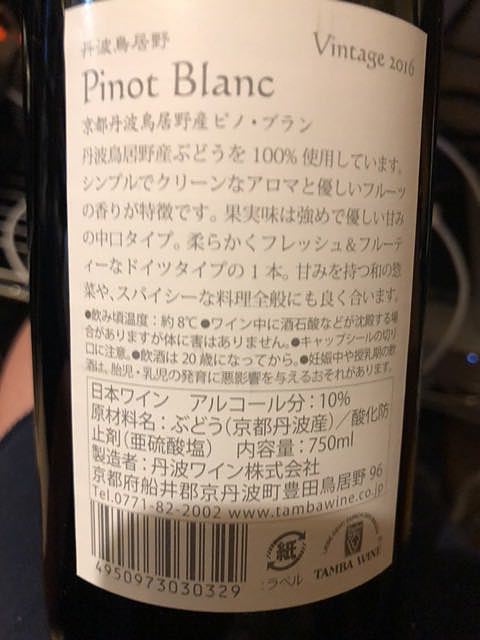 丹波鳥居野
Vintage 2016
Pinot Blanc
京都丹波鳥居野産ピノ・ブラン
丹波鳥居野産ぶどうを100%使用しています。
シンプルでクリーンなアロマと優しいフルーツ
の香りが特徴です。果実味は強めで優しい甘み
の中口タイプ。柔らかくフレッシュ&フルーテ
ィーなドイツタイプの1本。甘みを持つ和の惣
菜や、スパイシーな料理全般にも良く合います。
●飲み頃温度:約8℃●ワイン中に酒石酸などが沈殿する場
合がありますが体に害はありません。●キャップシールの切り
口に注意。●飲酒は20歳になってから。●妊娠中や授乳期の飲
酒は、胎児・乳児の発育に悪影響を与えるおそれがあります。
日本ワイン アルコール分:10%
原材料名:ぶどう(京都丹波産)/酸化防
止剤(亜硫酸塩) 内容量:750ml
製造者:丹波ワイン株式会社
京都府船井郡京丹波町豊田鳥居野 96
Tel.0771-82-2002 www.tambawine.co.jp
4950973030329
紙
:ラベル
TAMBA WINE